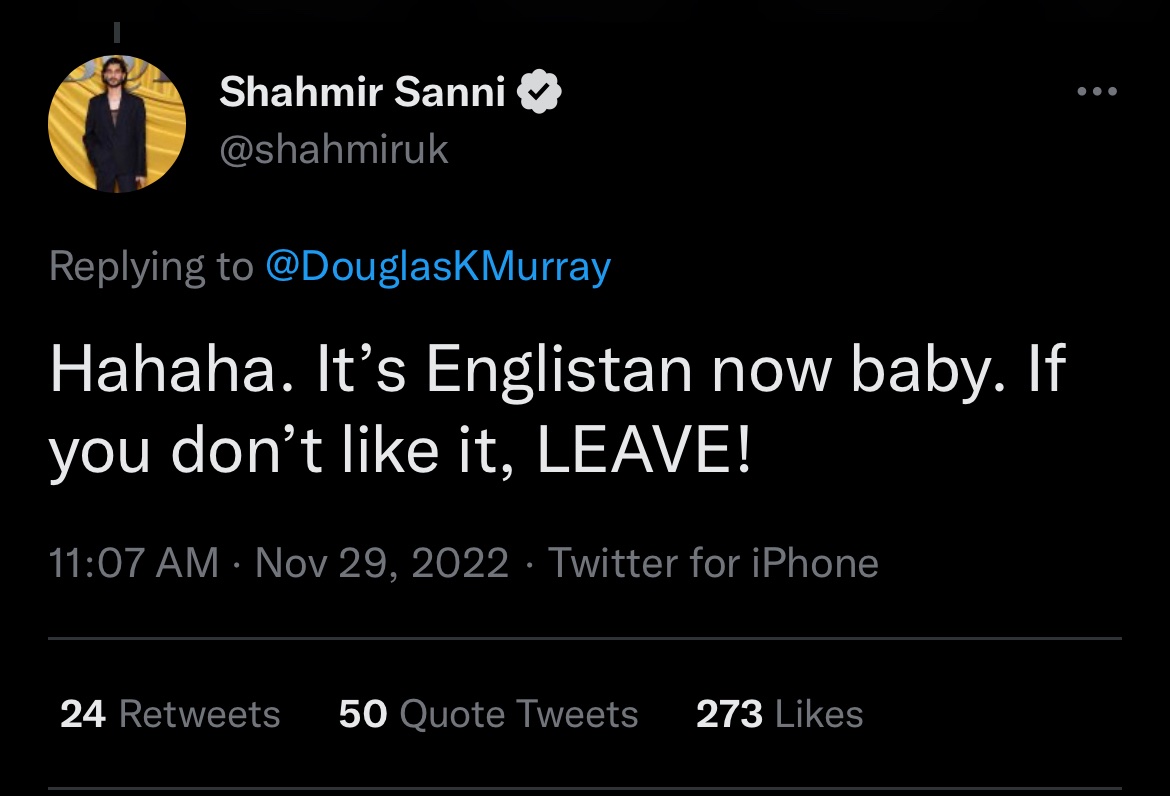 Shahmir Sanni
@shahmiruk
Replying to @DouglasKMurray
Hahaha. It’s Englistan now baby. If
you don’t like it, LEAVE!
11:07 AM · Nov 29, 2022 · Twitter for iPhone
24 Retweets 50 Quote Tweets 273 Likes